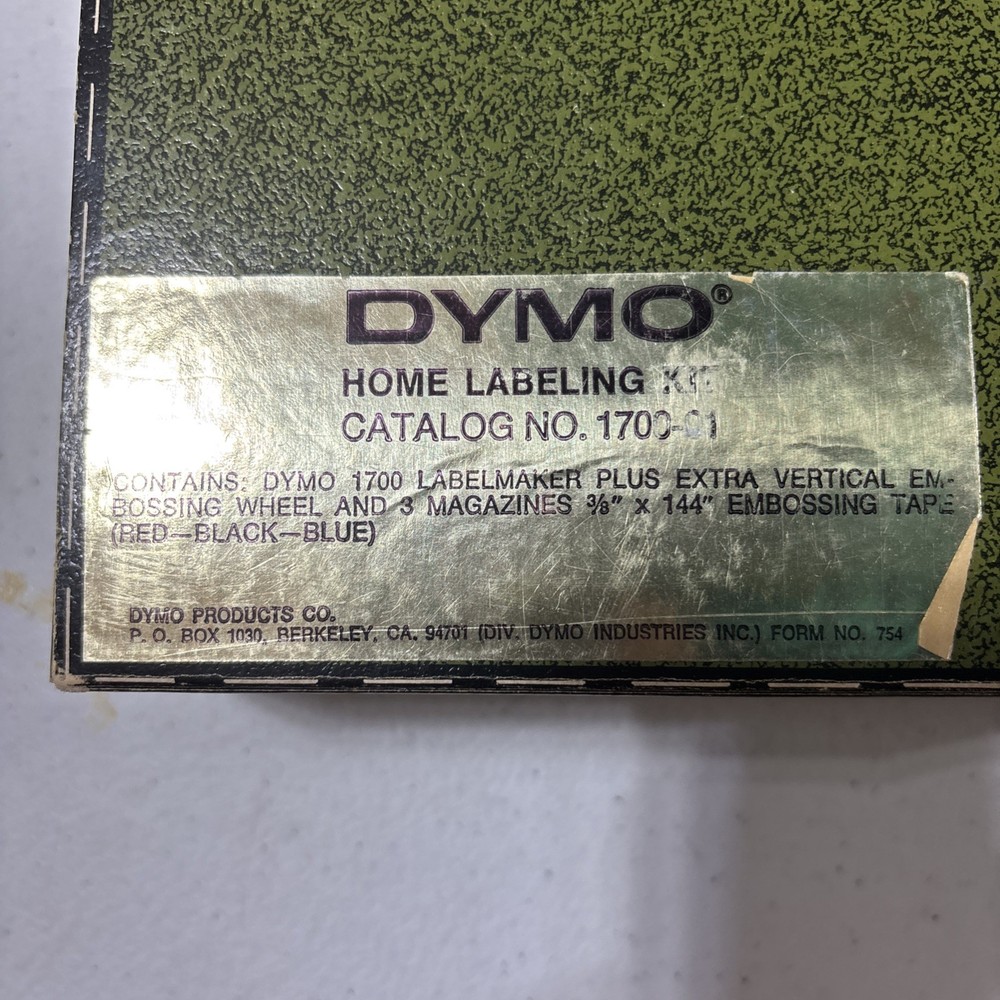 DYMO®
HOME LABELING KIT
CATALOG NO. 1700-01
CONTAINS: DYMO 1700 LABELMAKER PLUS EXTRA VERTICAL EM-
BOSSING WHEEL AND 3 MAGAZINES ⅜" x 144" EMBOSSING TAPE
(RED—BLACK—BLUE)
DYMO PRODUCTS CO.
P. O. BOX 1030, BERKELEY, CA. 94701 (DIV. DYMO INDUSTRIES INC.) FORM NO. 754